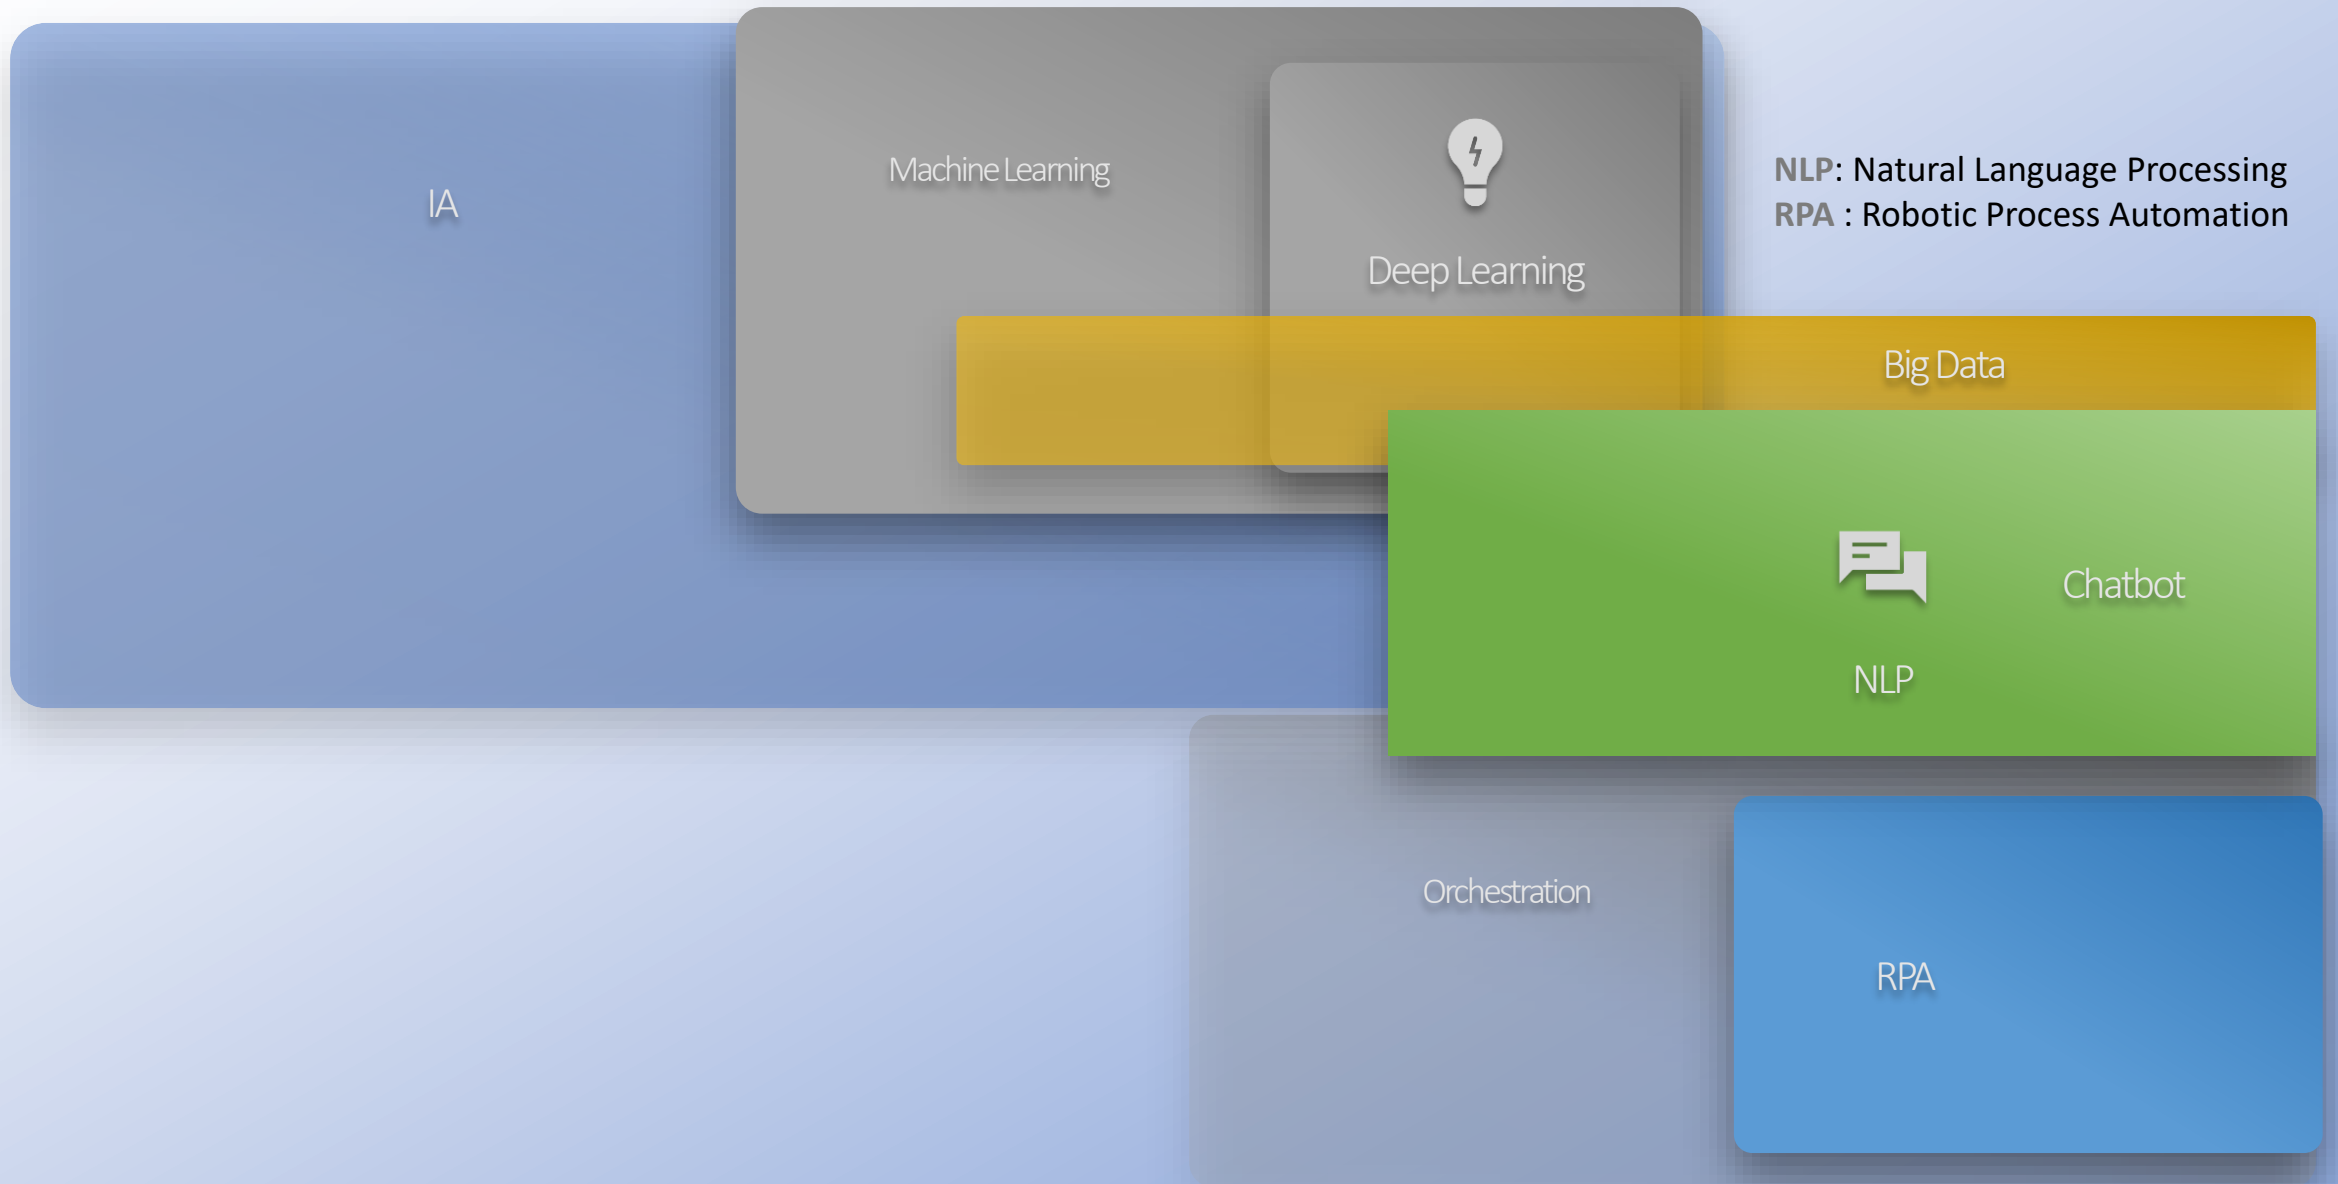 IA
Machine Learning
Deep Learning
NLP: Natural Language Processing
RPA : Robotic Process Automation
Big Data
Chatbot
NLP
Orchestration
RPA